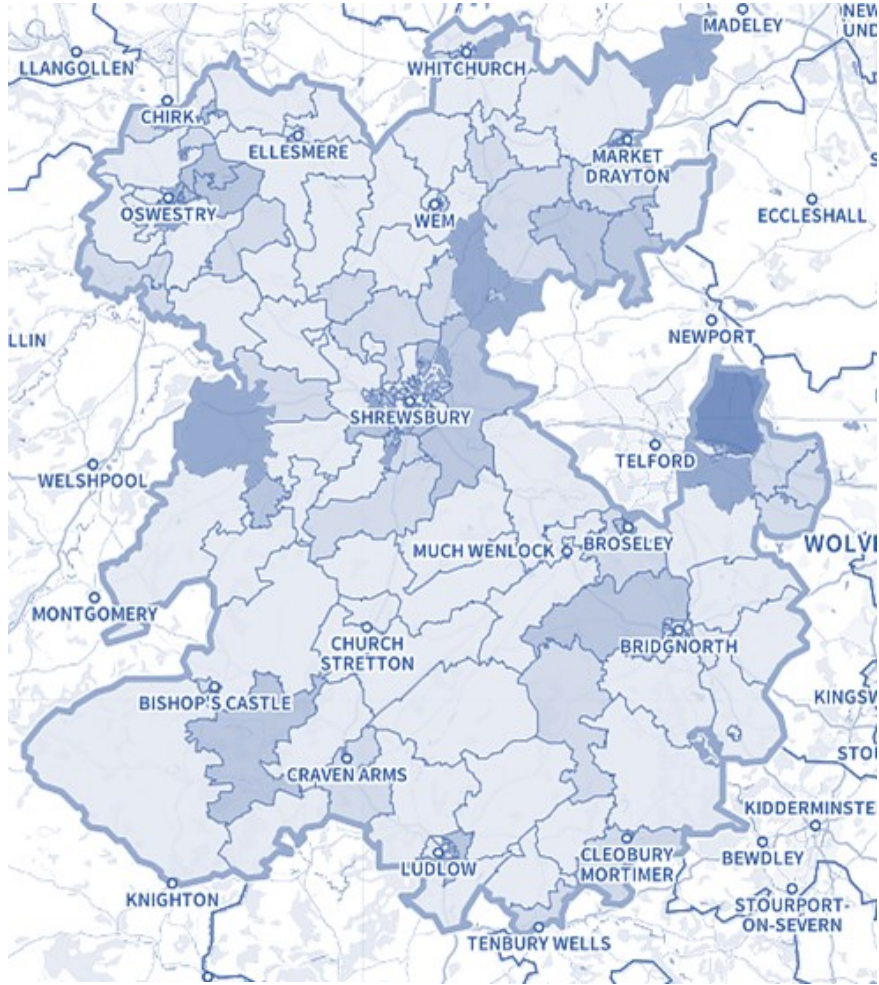 MADELEY
NEW
UND
LLANGOLLEN
WHITCHURCH
CHIRK
ELLESMERE
MARKET
DRAYTON
OSWESTRY
WEM
ECCLESHALL
NEWPORT
LLIN
SHREWSBURY
TELFORD
WELSHPOOL
MUCH WENLOCK
BROSELEY
WOLVE
MONTGOMERY
CHURCH
STRETTON
BRIDGNORTH
BISHOP'S CASTLE
KINGSW
STOU
CRAVEN ARMS
KIDDERMINSTE
CLEOBURY
MORTIMER
BEWDLEY
LUDLOW
KNIGHTON
STOURPORT-
ON-SEVERN
TENBURY WELLS